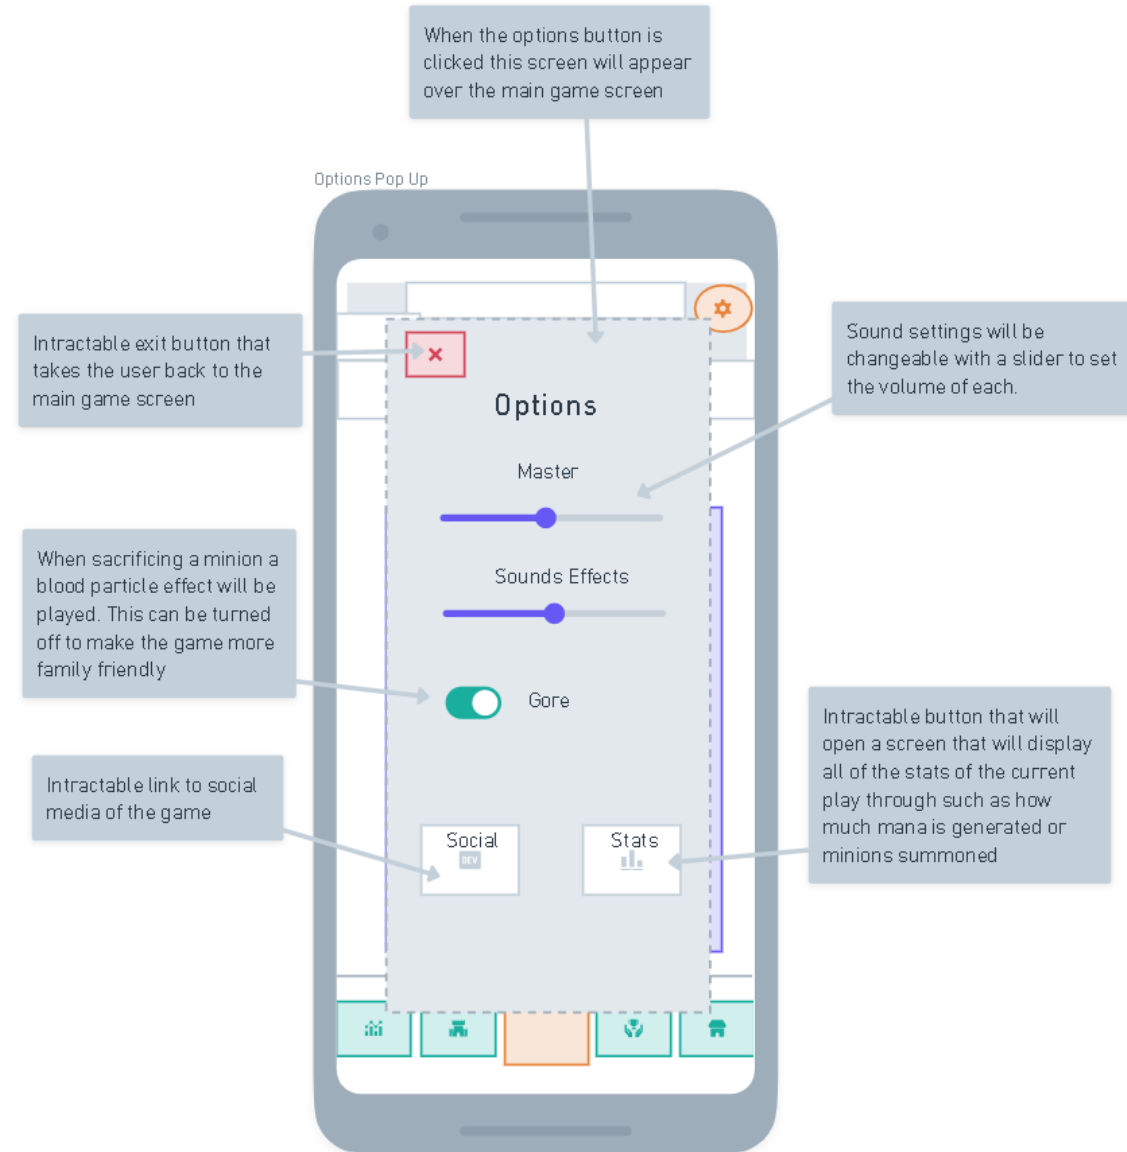 When the options button is
clicked this screen will appear
over the main game screen
Options Pop Up
Intractable exit button that
takes the user back to the
main game screen
Sound settings will be
changeable with a slider to set
the volume of each.
Options
Master
Sounds Effects
When sacrificing a minion a
blood particle effect will be
played. This can be turned
off to make the game more
family friendly
Gore
Intractable button that will
open a screen that will display
all of the stats of the current
play through such as how
much mana is generated or
minions summoned
Intractable link to social
media of the game
Social
DEV
Stats